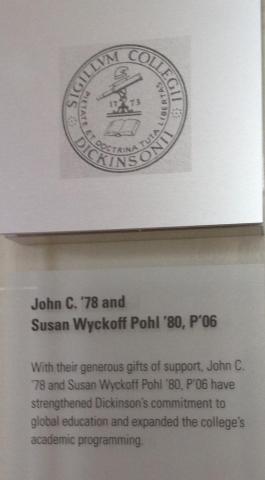 SIGILLVM COLLEGII
DICKINSONII
PIETATE ET DOCTRINA TUTA LIBERTAS
1773
John C. '78 and
Susan Wyckoff Pohl '80, P'06
With their generous gifts of support, John C.
'78 and Susan Wyckoff Pohl '80, P'06 have
strengthened Dickinson's commitment to
global education and expanded the college's
academic programming.